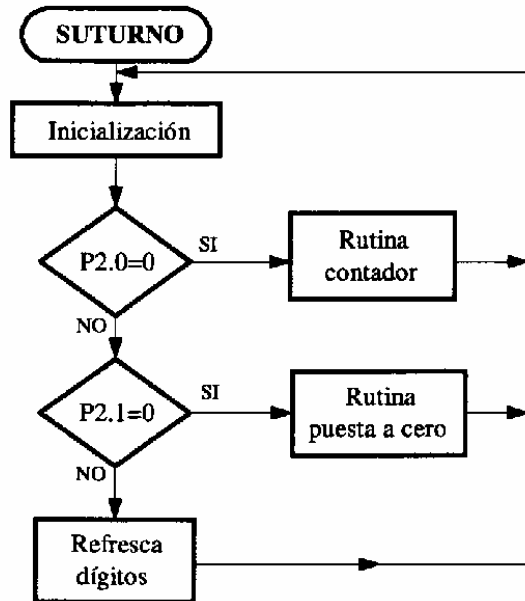 SUTURNO
Inicialización
P2.0=0
SI
Rutina
contador
NO
P2.1=0
SI
Rutina
puesta a cero
NO
Refresca
dígitos